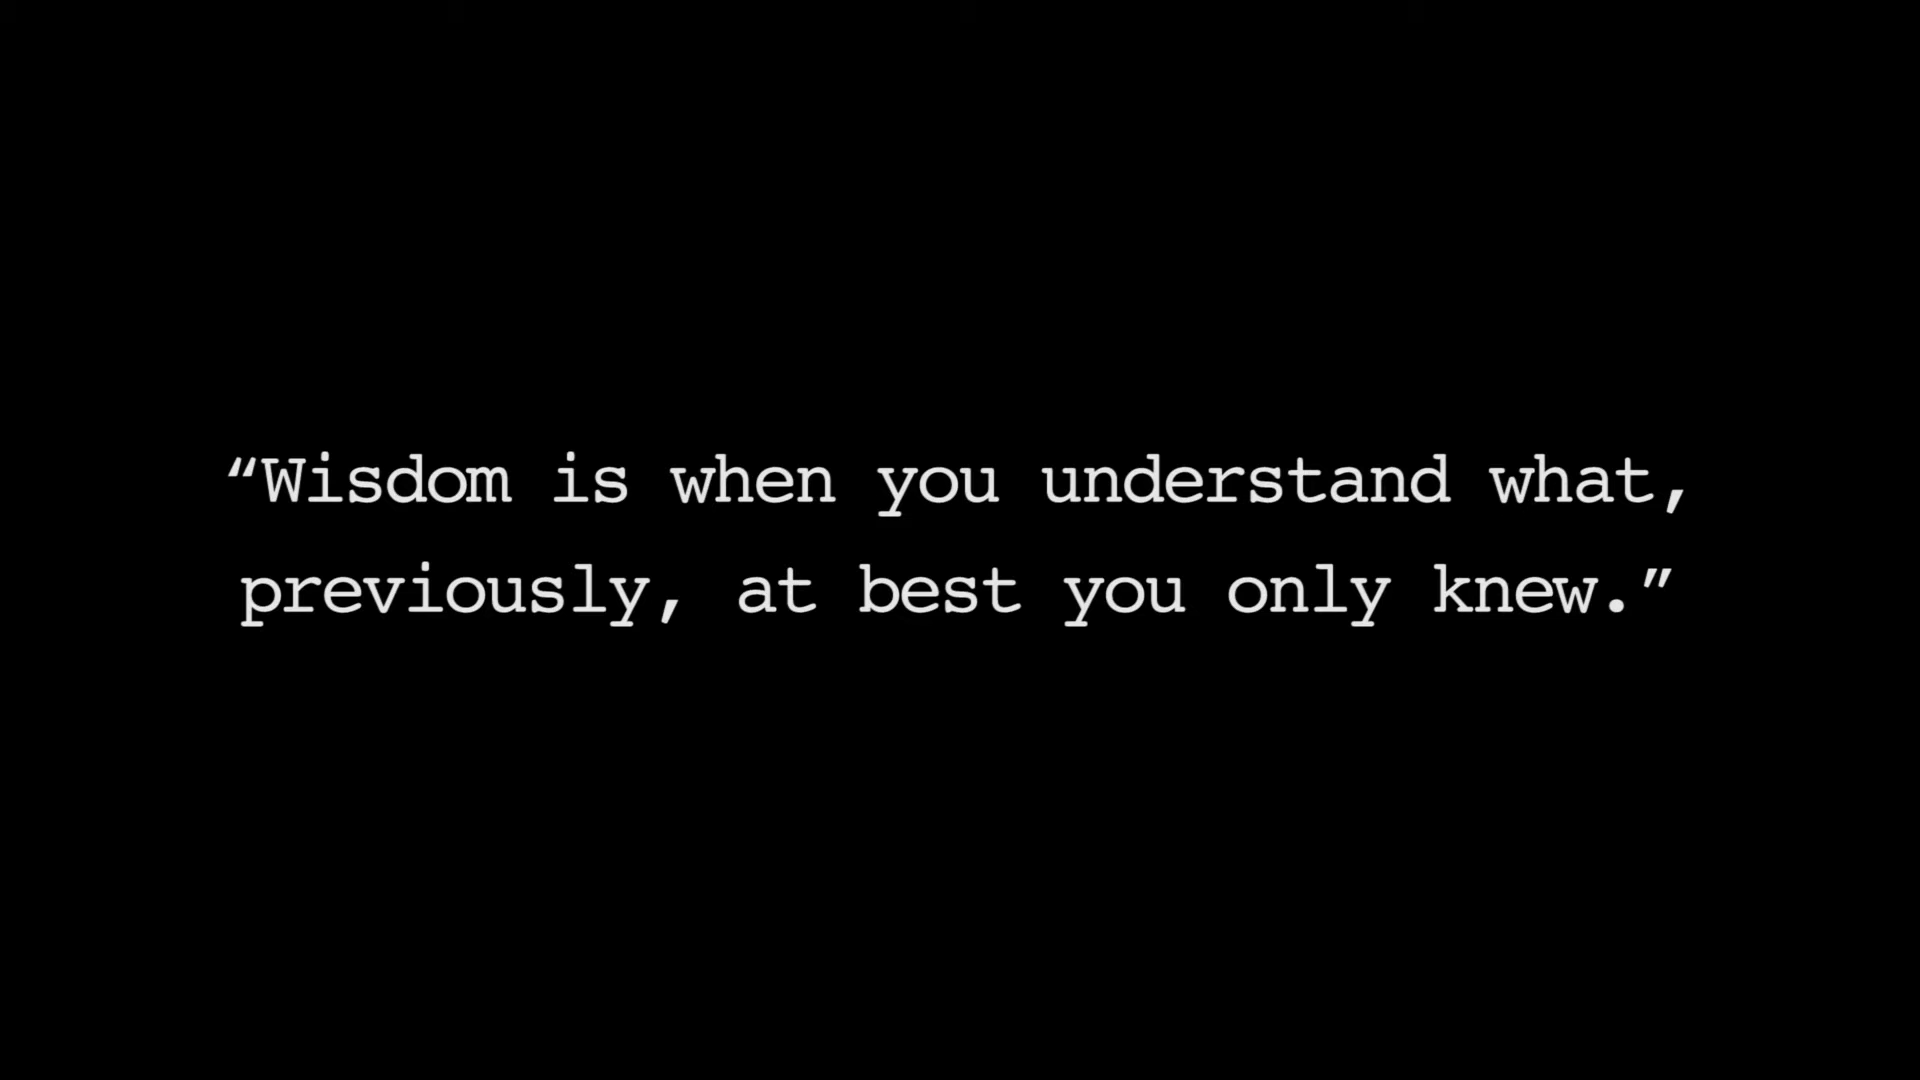 “Wisdom is when you understand what,
previously, at best you only knew.”